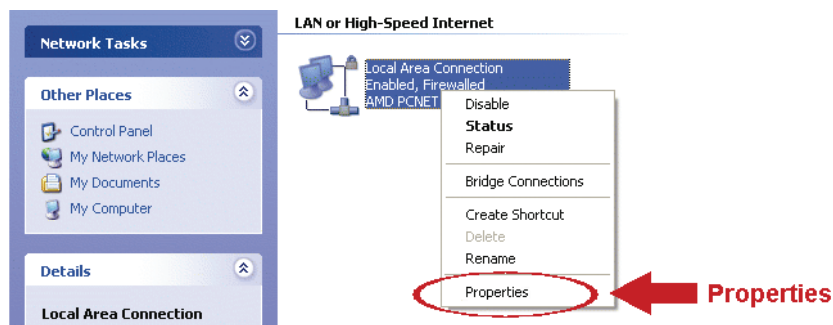 LAN or High-Speed Internet
Network Tasks
Other Places
Control Panel
My Network Places
My Documents
My Computer
Details
Local Area Connection
Local Area Connection
Enabled, Firewalled
AMD PCNET
Disable
Status
Repair
Bridge Connections
Create Shortcut
Delete
Rename
Properties
Properties